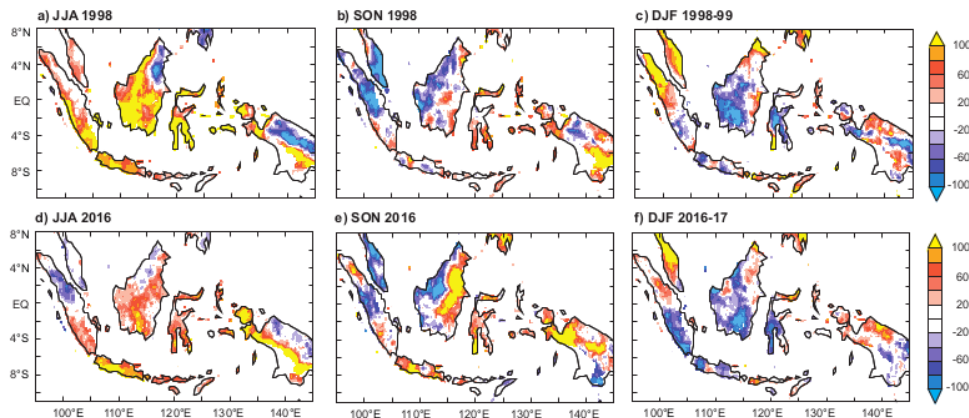 a) JJA 1998
b) SON 1998
c) DJF 1998-99
8°N
4°N
EQ
4°S
8°S
100
60
20
-20
-60
-100
d) JJA 2016
e) SON 2016
f) DJF 2016-17
8°N
4°N
EQ
4°S
8°S
100
60
20
-20
-60
-100
100°E 110°E 120°E 130°E 140°E 100°E 110°E 120°E 130°E 140°E 100°E 110°E 120°E 130°E 140°E